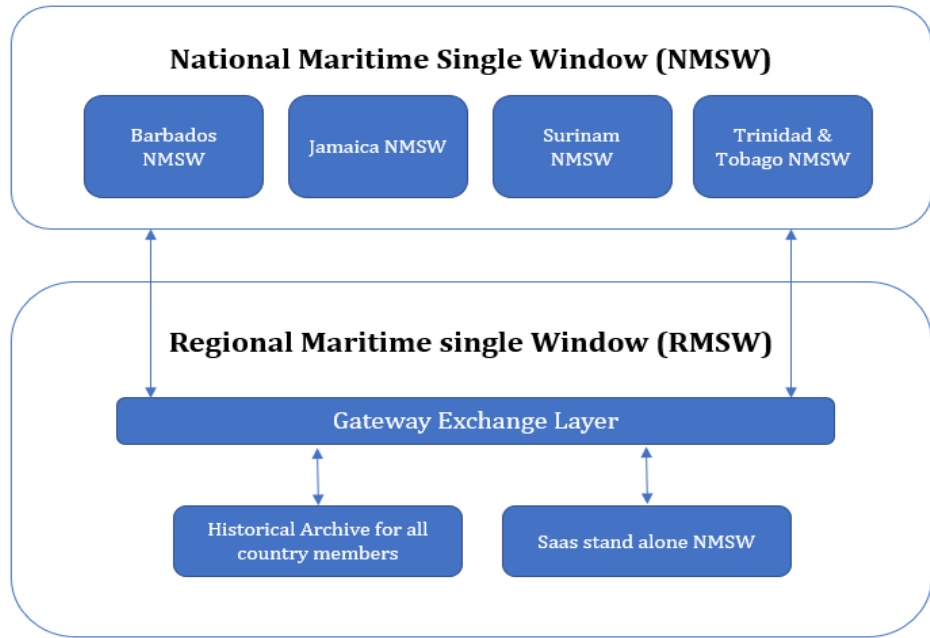 National Maritime Single Window (NMSW)
Barbados
NMSW
Jamaica NMSW
Surinam
NMSW
Trinidad &
Tobago NMSW
Regional Maritime single Window (RMSW)
Gateway Exchange Layer
Historical Archive for all
country members
Saas stand alone NMSW